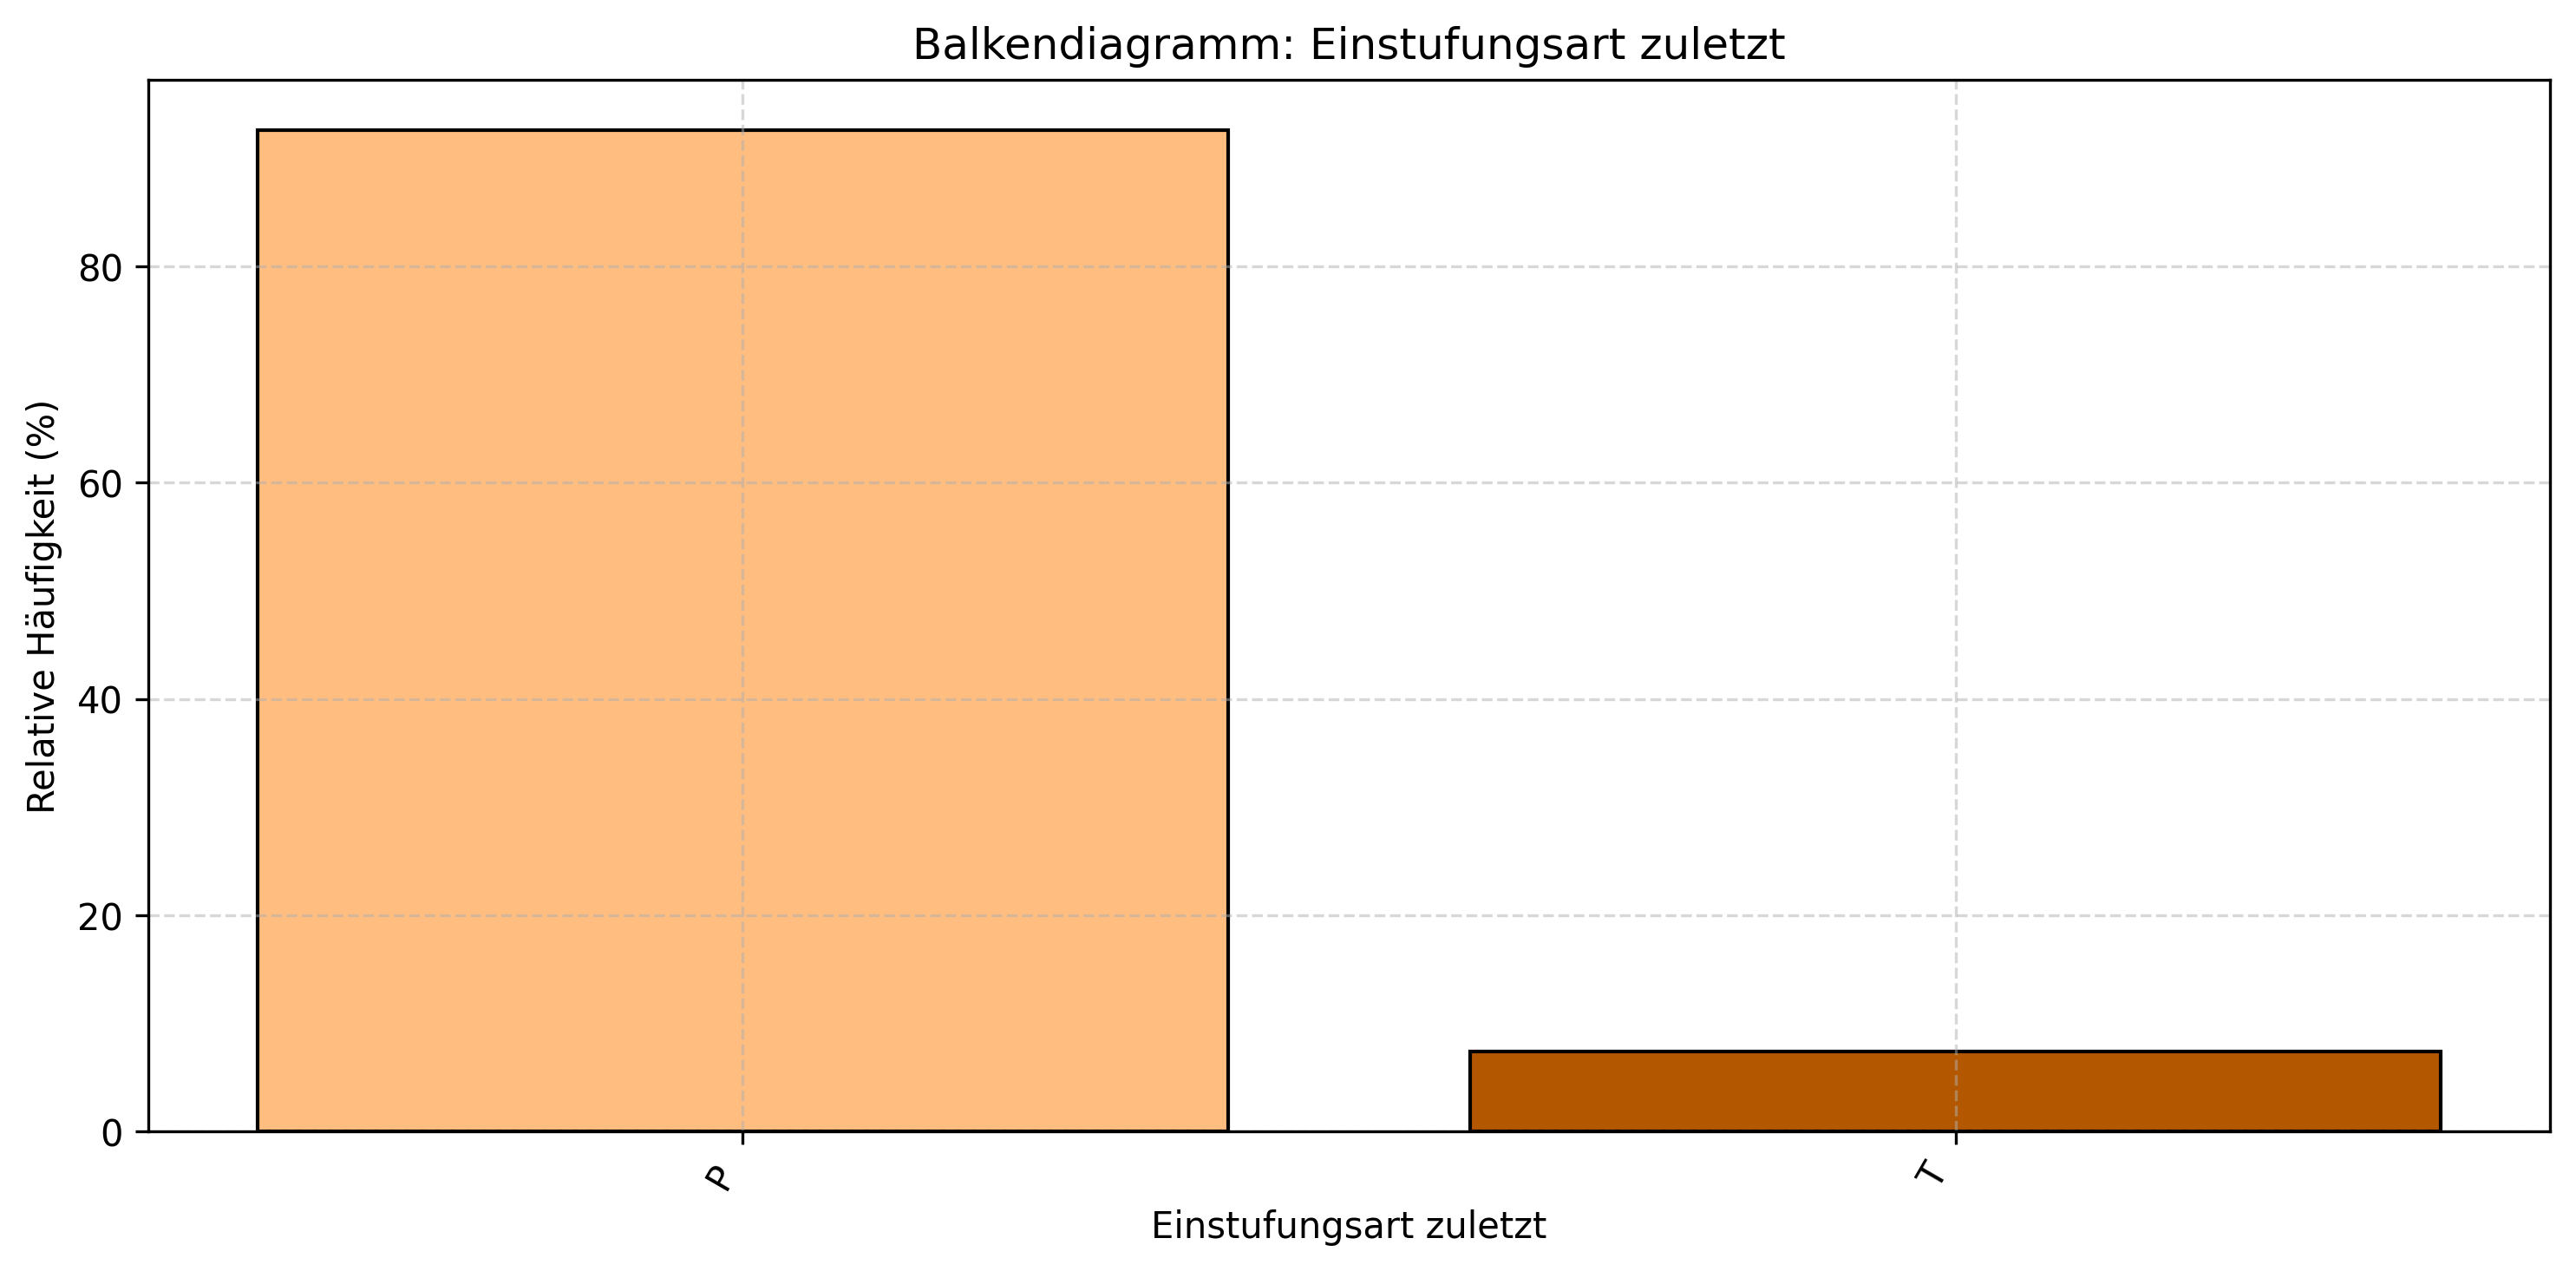 Balkendiagramm: Einstufungsart zuletzt
Relative Häufigkeit (%)
80
60
40
20
0
P
T
Einstufungsart zuletzt